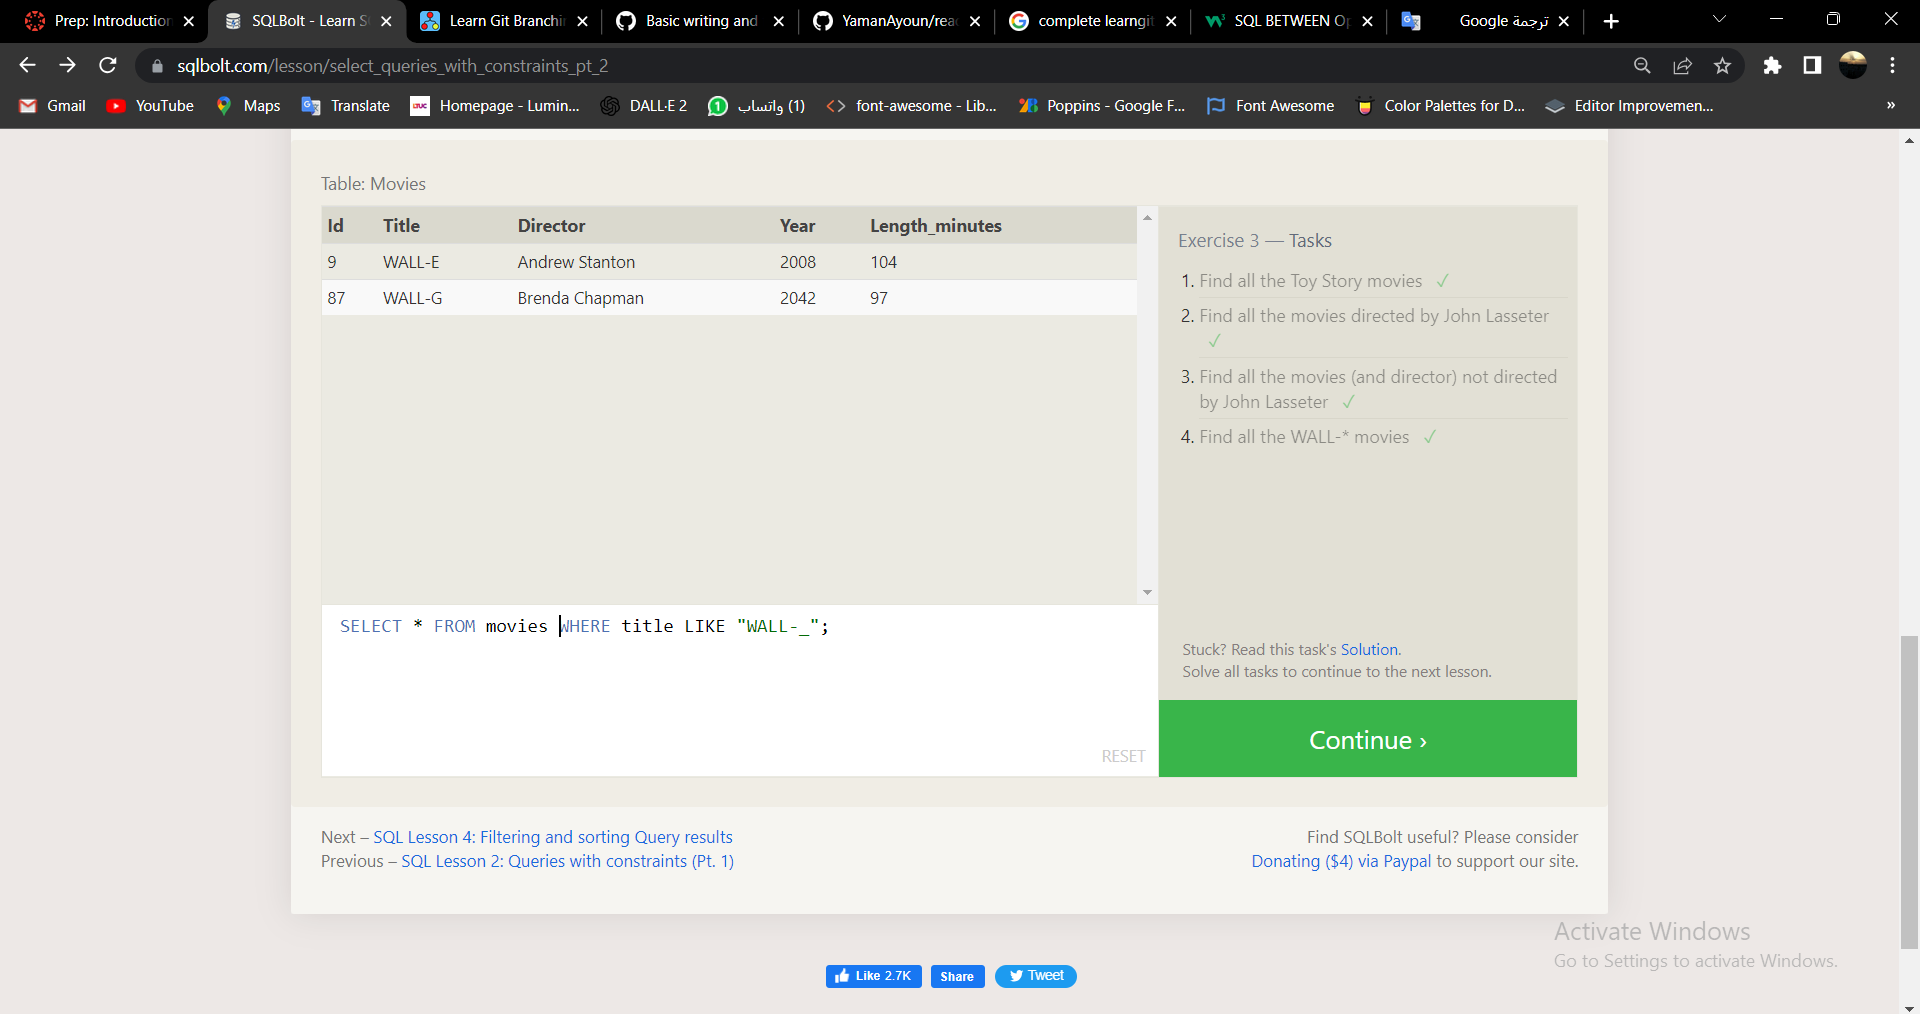 Prep: Introduction
SQLBolt - Learn S
Learn Git Branchi
Basic writing and
YamanAyoun/rea
complete learngit
SQL BETWEEN Op
ترجمة Google
sqlbolt.com/lesson/select_queries_with_constraints_pt_2
Gmail
YouTube
Maps
Translate
LTUC
Homepage - Lumin...
DALL·E 2
(1) واتساب
font-awesome - Lib...
Poppins - Google F...
Font Awesome
Color Palettes for D...
Editor Improvemen...
»
Table: Movies
Id Title Director Year Length_minutes
9 WALL-E Andrew Stanton 2008 104
87 WALL-G Brenda Chapman 2042 97
SELECT * FROM movies WHERE title LIKE "WALL-_";
RESET
Exercise 3 — Tasks
1. Find all the Toy Story movies ✓
2. Find all the movies directed by John Lasseter
✓
3. Find all the movies (and director) not directed
by John Lasseter ✓
4. Find all the WALL-* movies ✓
Stuck? Read this task's Solution.
Solve all tasks to continue to the next lesson.
Continue ›
Next – SQL Lesson 4: Filtering and sorting Query results
Previous – SQL Lesson 2: Queries with constraints (Pt. 1)
Find SQLBolt useful? Please consider
Donating ($4) via Paypal to support our site.
Activate Windows
Go to Settings to activate Windows.
Like 2.7K
Share
Tweet